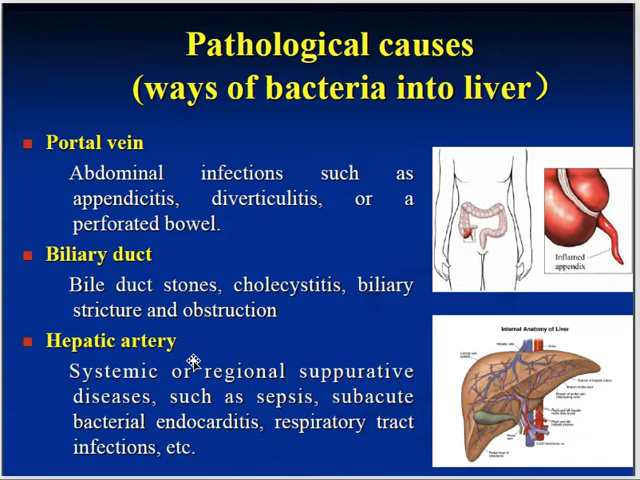 Pathological causes
(ways of bacteria into liver）
Portal vein
Abdominal infections such as
appendicitis, diverticulitis, or a
perforated bowel.
Biliary duct
Bile duct stones, cholecystitis, biliary
stricture and obstruction
Hepatic artery
Systemic or regional suppurative
diseases, such as sepsis, subacute
bacterial endocarditis, respiratory tract
infections, etc.
Inflamed
appendix
Internal Anatomy of Liver